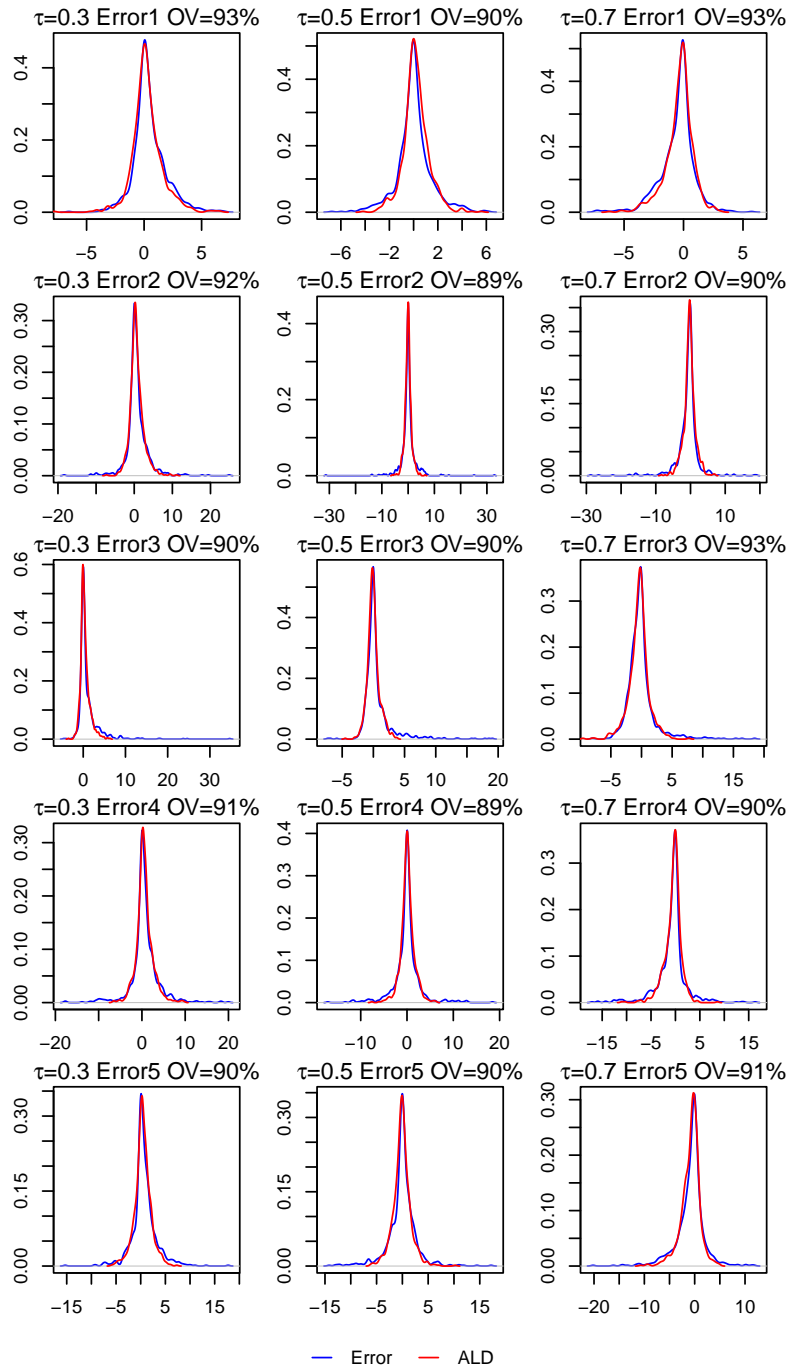 τ=0.3 Error1 OV=93% τ=0.5 Error1 OV=90% τ=0.7 Error1 OV=93%
0.0 0.2 0.4
−5 0 5
0.0 0.2 0.4
−6 −2 2 6
0.0 0.2 0.4
−5 0 5
τ=0.3 Error2 OV=92% τ=0.5 Error2 OV=89% τ=0.7 Error2 OV=90%
0.00 0.10 0.20 0.30
−20 0 10 20
0.0 0.2 0.4
−30 −10 10 30
0.00 0.15 0.30
−30 −10 10
τ=0.3 Error3 OV=90% τ=0.5 Error3 OV=90% τ=0.7 Error3 OV=93%
0.0 0.2 0.4 0.6
0 10 20 30
0.0 0.2 0.4
−5 5 10 20
0.0 0.1 0.2 0.3
−5 5 15
τ=0.3 Error4 OV=91% τ=0.5 Error4 OV=89% τ=0.7 Error4 OV=90%
0.00 0.10 0.20 0.30
−20 0 10 20
0.0 0.1 0.2 0.3 0.4
−10 0 10
0.0 0.1 0.2 0.3
−15 −5 5 15
τ=0.3 Error5 OV=90% τ=0.5 Error5 OV=90% τ=0.7 Error5 OV=91%
0.00 0.15 0.30
−15 −5 5 15
0.00 0.15 0.30
−15 −5 5 15
0.00 0.10 0.20 0.30
−20 −10 0 10
Error ALD